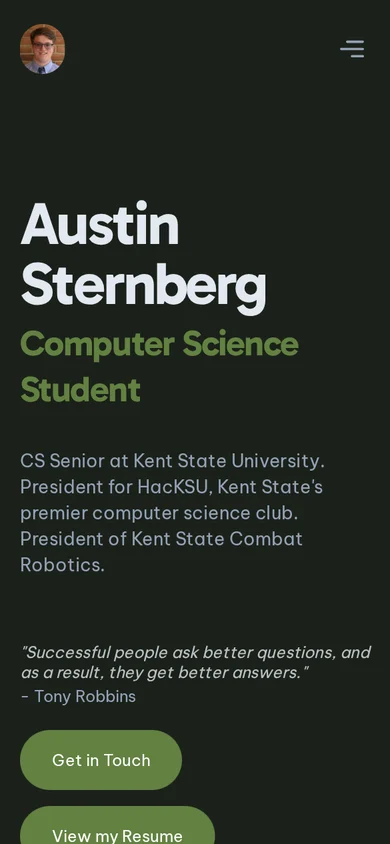 Austin
Sternberg
Computer Science
Student
CS Senior at Kent State University.
President for HacKSU, Kent State's
premier computer science club.
President of Kent State Combat
Robotics.
"Successful people ask better questions, and
as a result, they get better answers."
- Tony Robbins
Get in Touch
View my Resume